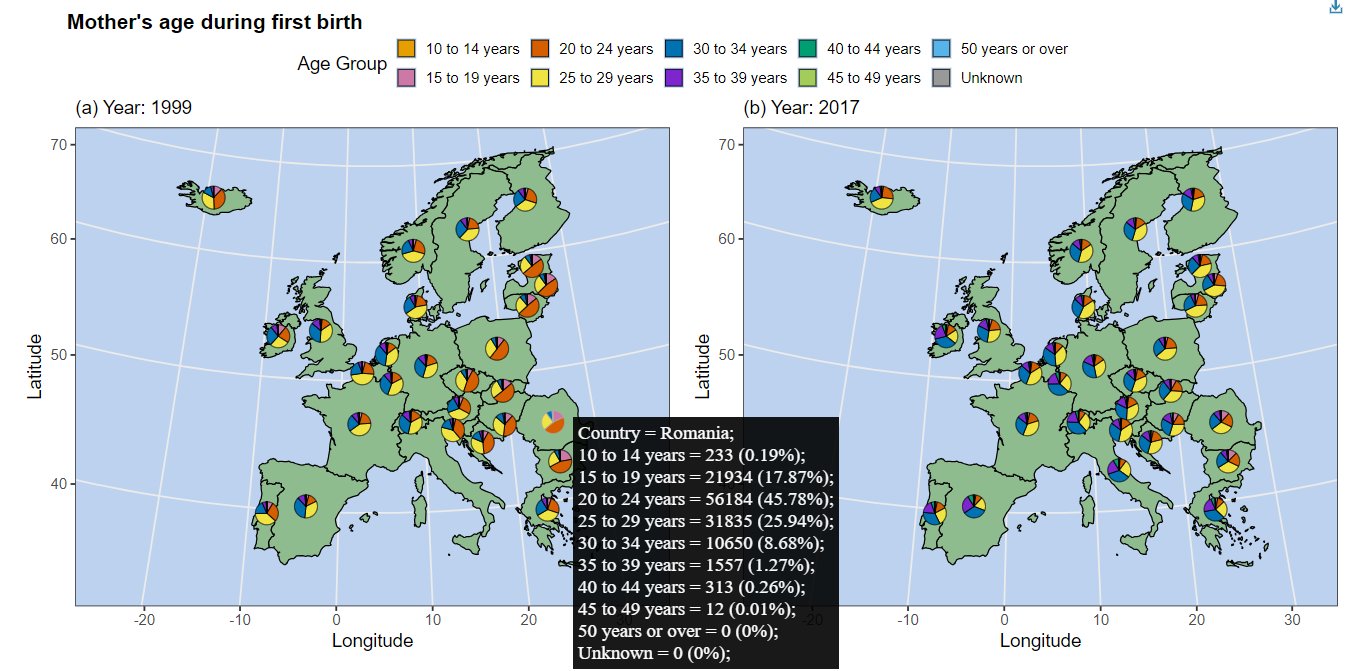 Mother's age during first birth
Age Group
10 to 14 years
20 to 24 years
30 to 34 years
40 to 44 years
50 years or over
15 to 19 years
25 to 29 years
35 to 39 years
45 to 49 years
Unknown
(a) Year: 1999
(b) Year: 2017
70
60
50
40
Latitude
-20
-10
0
10
20
Longitude
70
60
50
Latitude
-10
0
10
20
30
Longitude
Country = Romania;
10 to 14 years = 233 (0.19%);
15 to 19 years = 21934 (17.87%);
20 to 24 years = 56184 (45.78%);
25 to 29 years = 31835 (25.94%);
30 to 34 years = 10650 (8.68%);
35 to 39 years = 1557 (1.27%);
40 to 44 years = 313 (0.26%);
45 to 49 years = 12 (0.01%);
50 years or over = 0 (0%);
Unknown = 0 (0%);